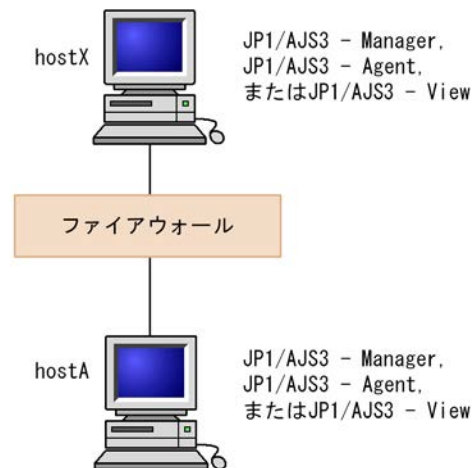 hostX
JP1/AJS3 - Manager,
JP1/AJS3 - Agent,
またはJP1/AJS3 - View
ファイアウォール
hostA
JP1/AJS3 - Manager,
JP1/AJS3 - Agent,
またはJP1/AJS3 - View